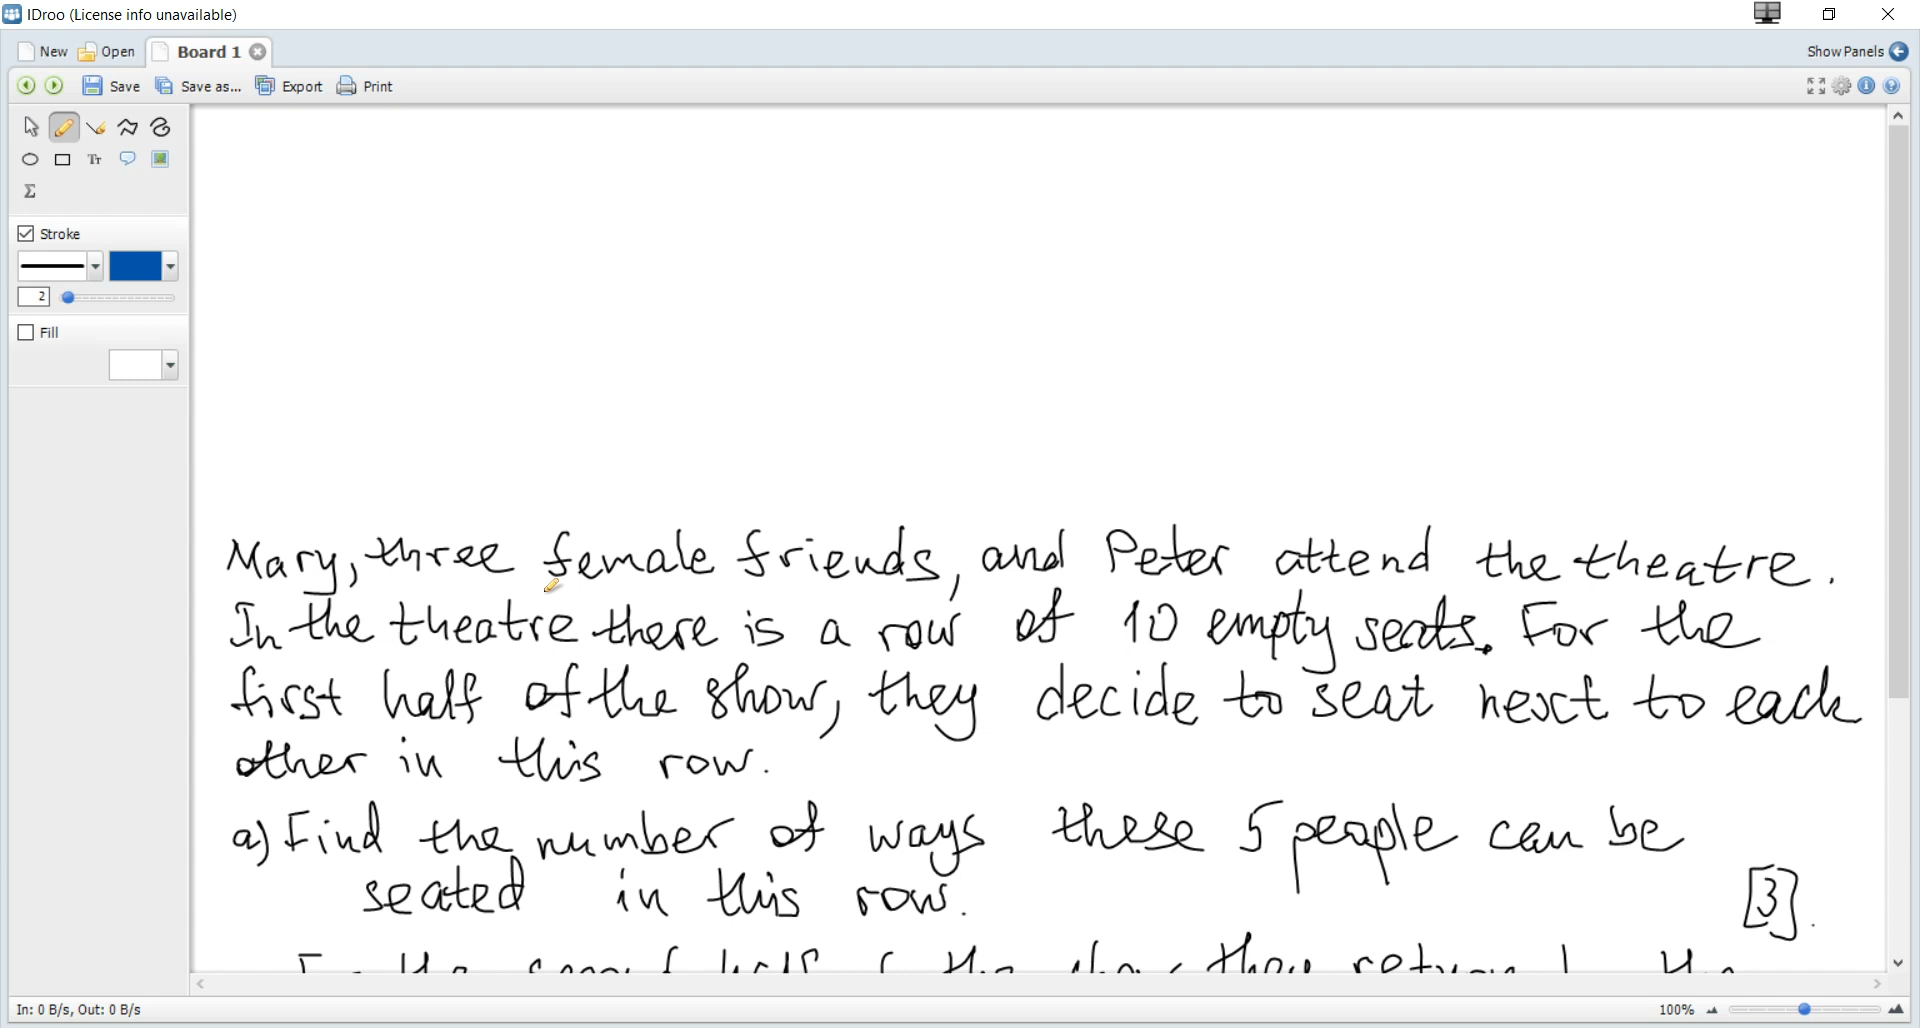 IDroo (License info unavailable)
New Open Board 1 Show Panels
Save Save as... Export Print
Tt
Σ
Stroke
2
Fill
Mary, three female friends, and Peter attend the theatre.
In the theatre there is a row of 10 empty seats. For the
first half of the show, they decide to seat next to each
other in this row.
a) Find the number of ways these 5 people can be
seated in this row. [3].
In: 0 B/s, Out: 0 B/s 100%